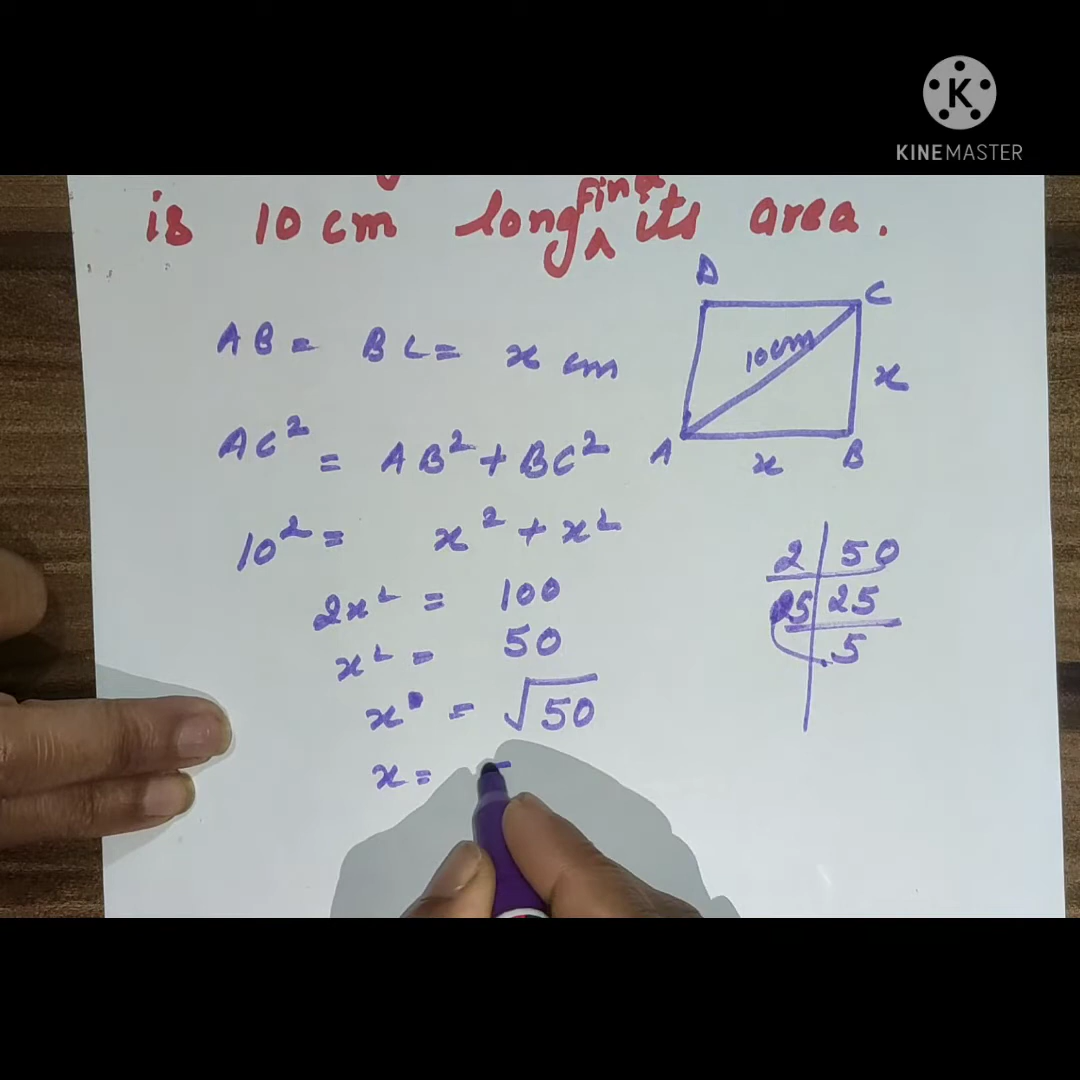 KINEMASTER
is 10 cm long ^ Find its area.
D
C
10cm
AB = BC = x cm
x
AC² = AB² + BC²
A
x
B
10² = x² + x²
2 | 50
2x² = 100
25 | 25
x² = 50
5
x = √50
x =